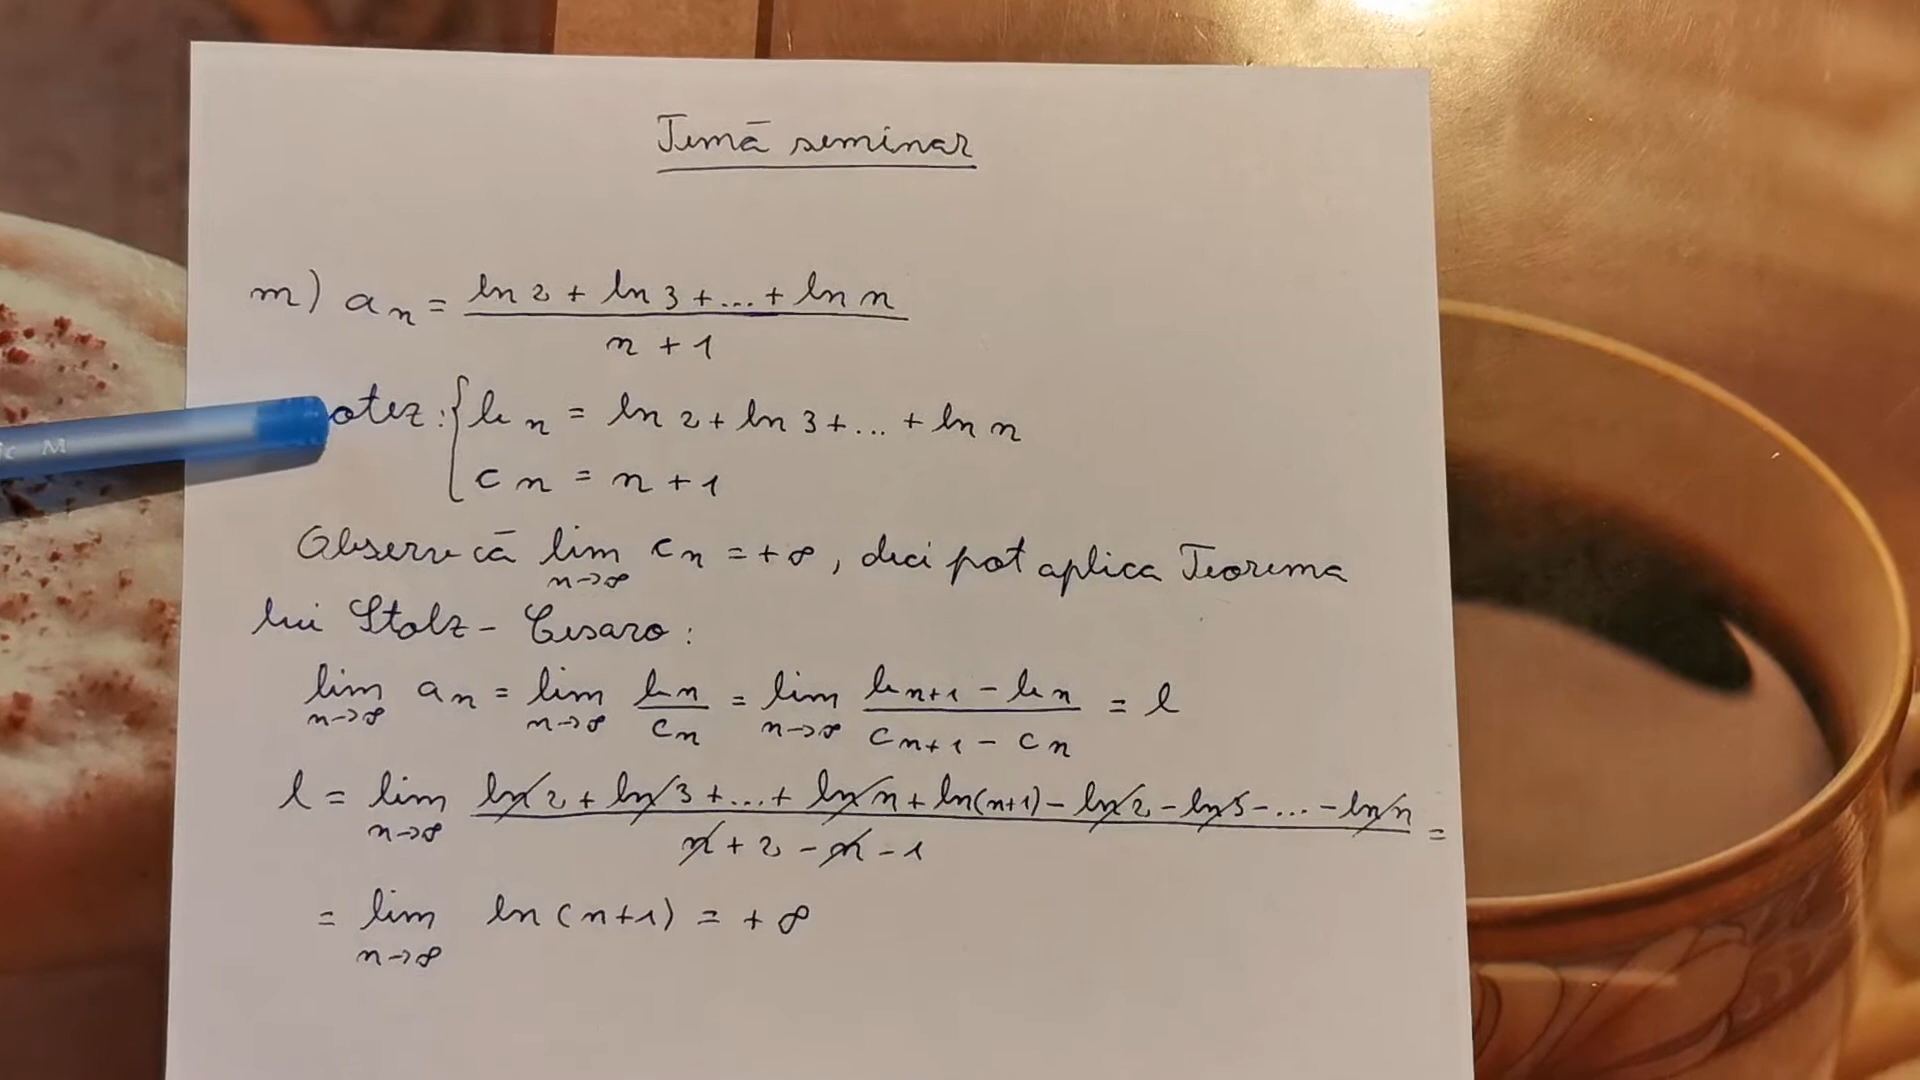 Temă seminar
m) aₙ = (ln 2 + ln 3 + ... + ln n) / (n + 1)
otez: { bₙ = ln 2 + ln 3 + ... + ln n
cₙ = n + 1
Observ că lim n→∞ cₙ = +∞, deci pot aplica Teorema
lui Stolz - Cesaro:
lim n→∞ aₙ = lim n→∞ bₙ / cₙ = lim n→∞ (bₙ₊₁ - bₙ) / (cₙ₊₁ - cₙ) = l
l = lim n→∞ (ln 2 + ln 3 + ... + ln n + ln(n+1) - ln 2 - ln 3 - ... - ln n) / (n + 2 - n - 1) =
= lim n→∞ ln(n+1) = +∞
ic M